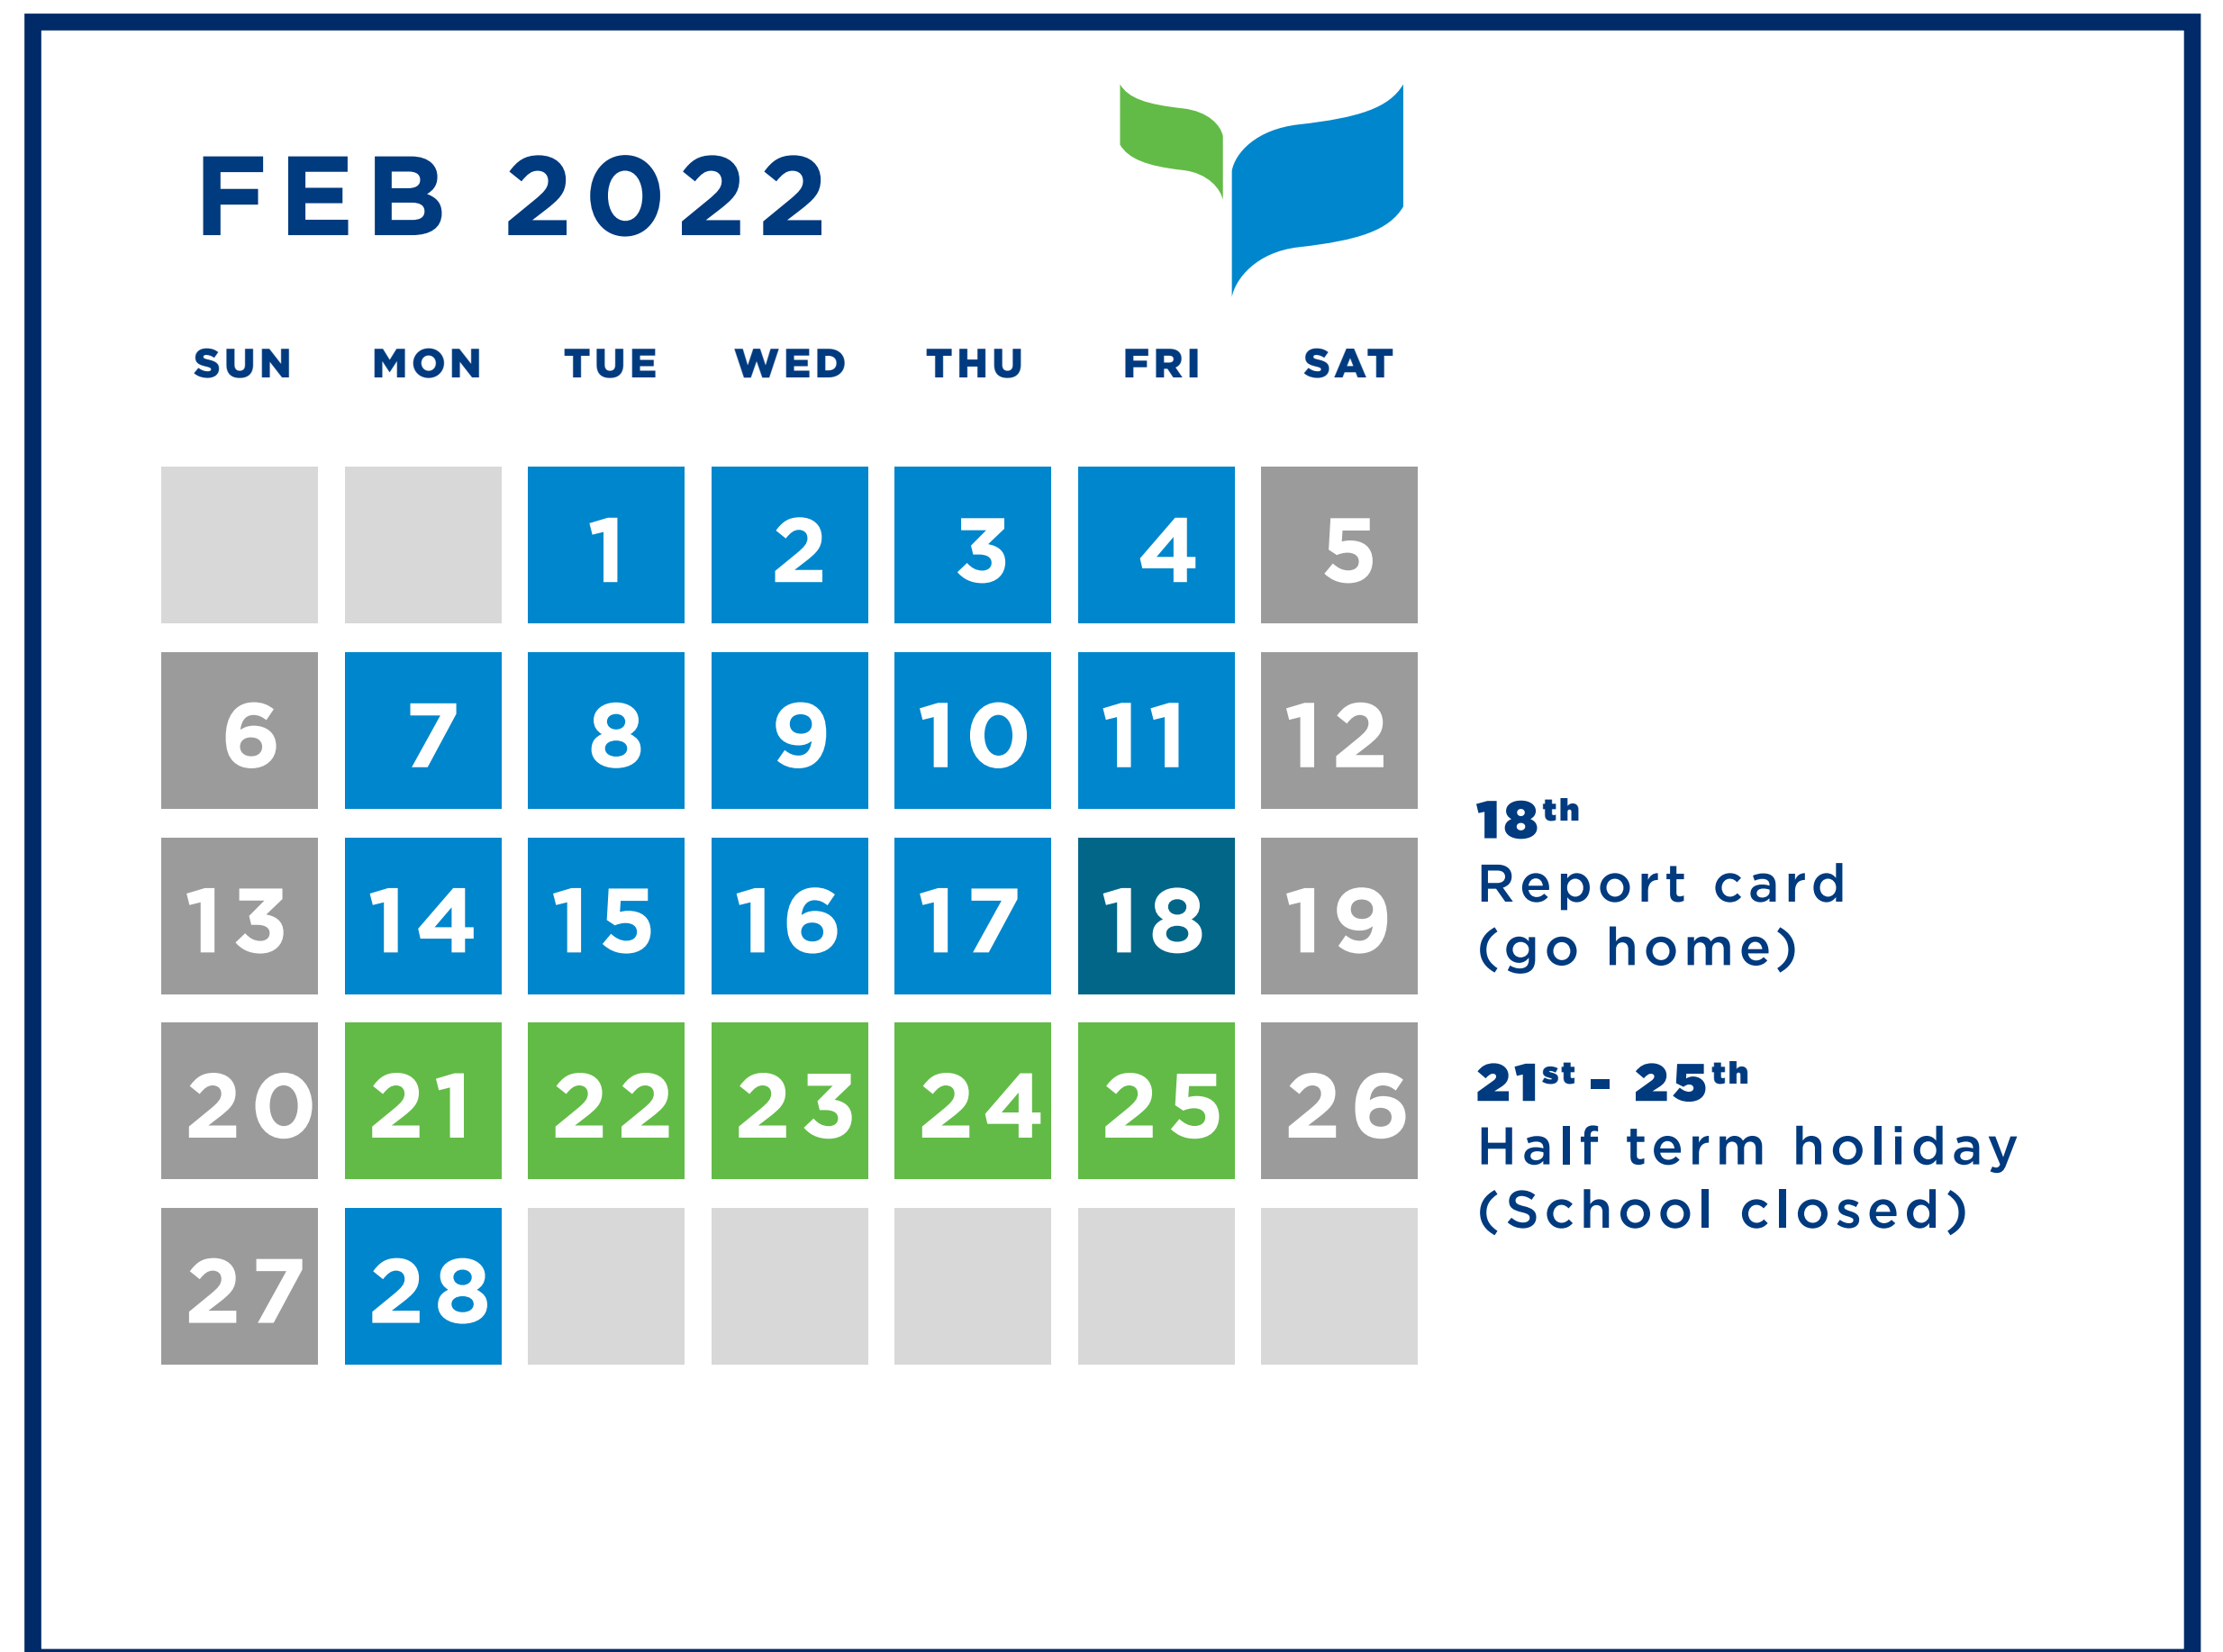 FEB 2022
SUN MON TUE WED THU FRI SAT
1 2 3 4 5
6 7 8 9 10 11 12
13 14 15 16 17 18 19
20 21 22 23 24 25 26
27 28
18th
Report card
(go home)
21st - 25th
Half term holiday
(School closed)